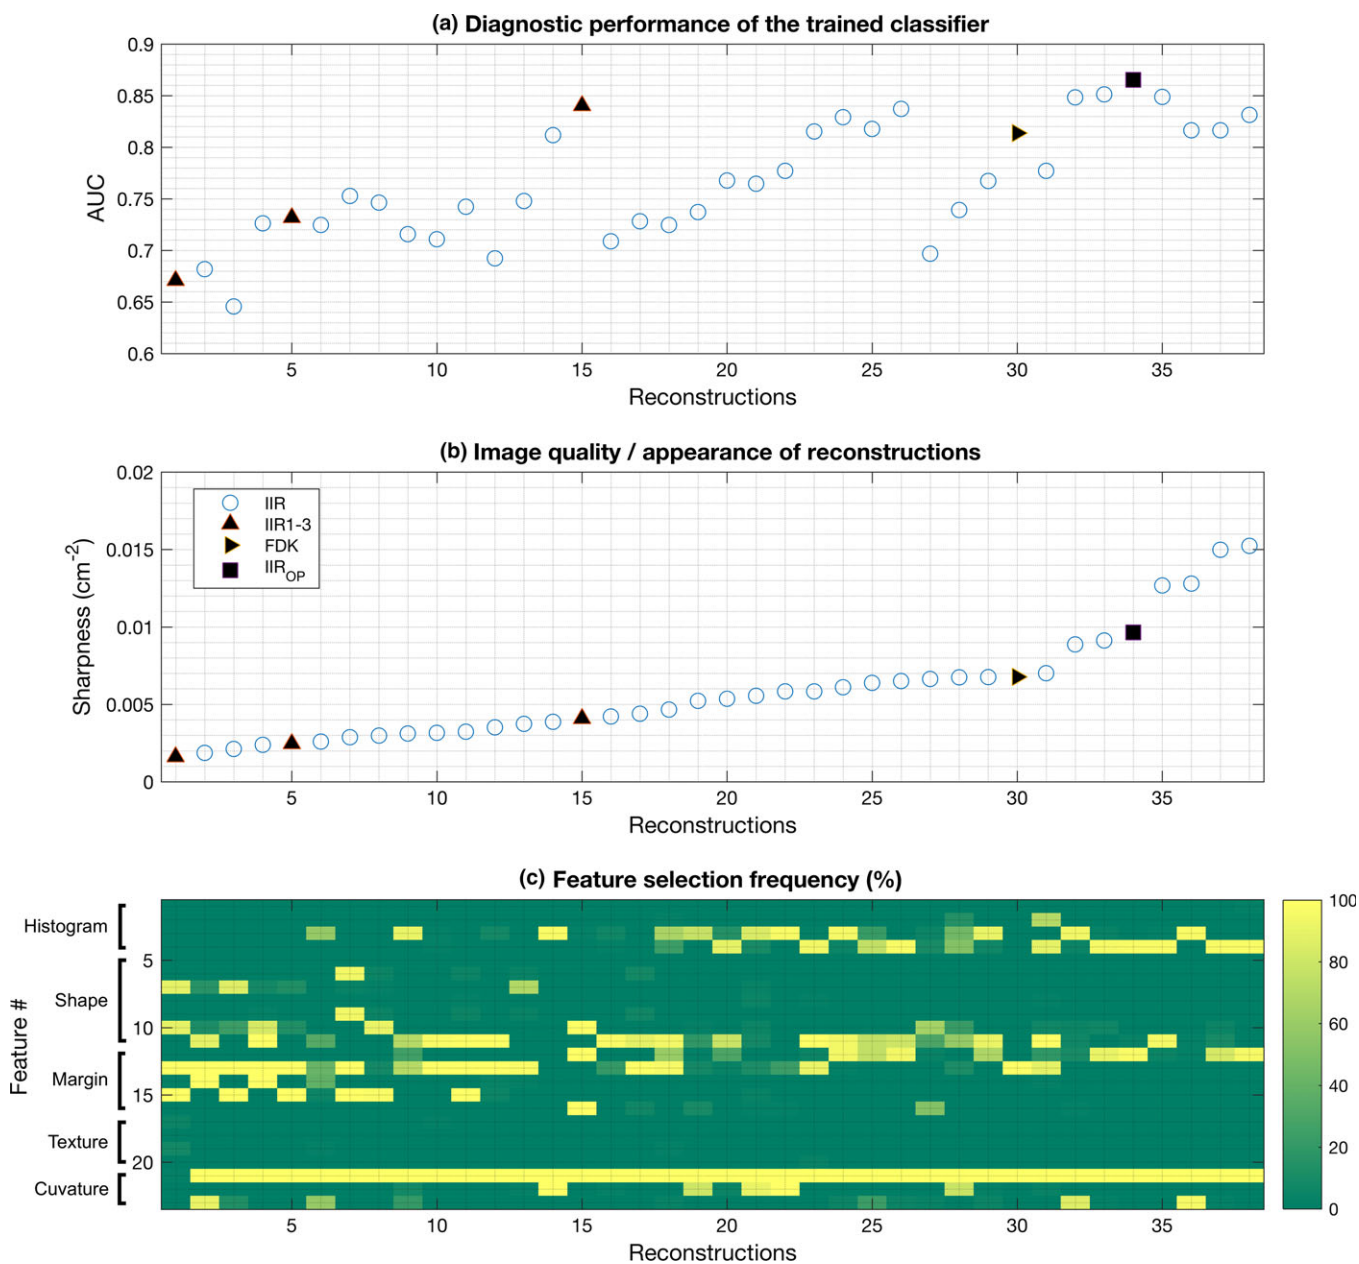 (a) Diagnostic performance of the trained classifier
0.9
0.85
0.8
0.75
0.7
0.65
0.6
AUC
5 10 15 20 25 30 35
Reconstructions
(b) Image quality / appearance of reconstructions
0.02
0.015
0.01
0.005
0
Sharpness (cm-2)
IIR
IIR1-3
FDK
IIROP
5 10 15 20 25 30 35
Reconstructions
(c) Feature selection frequency (%)
Feature #
Histogram
5
Shape
10
Margin
15
Texture
20
Cuvature
100
80
60
40
20
0
5 10 15 20 25 30 35
Reconstructions